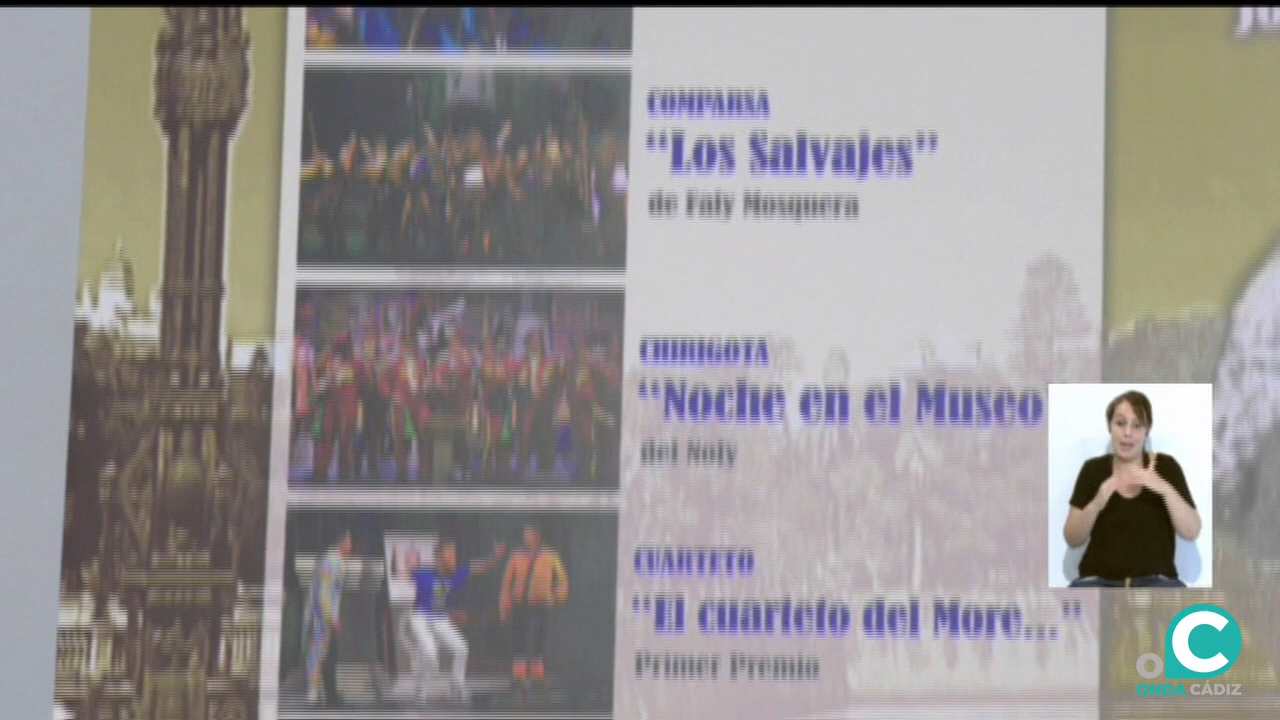 COMPARSA
"Los Salvajes"
de Faly Mosquera
CHIRIGOTA
"Noche en el Museo
del Noly
CUARTETO
"El cuarteto del More..."
Primer Premio
ONDA CÁDIZ